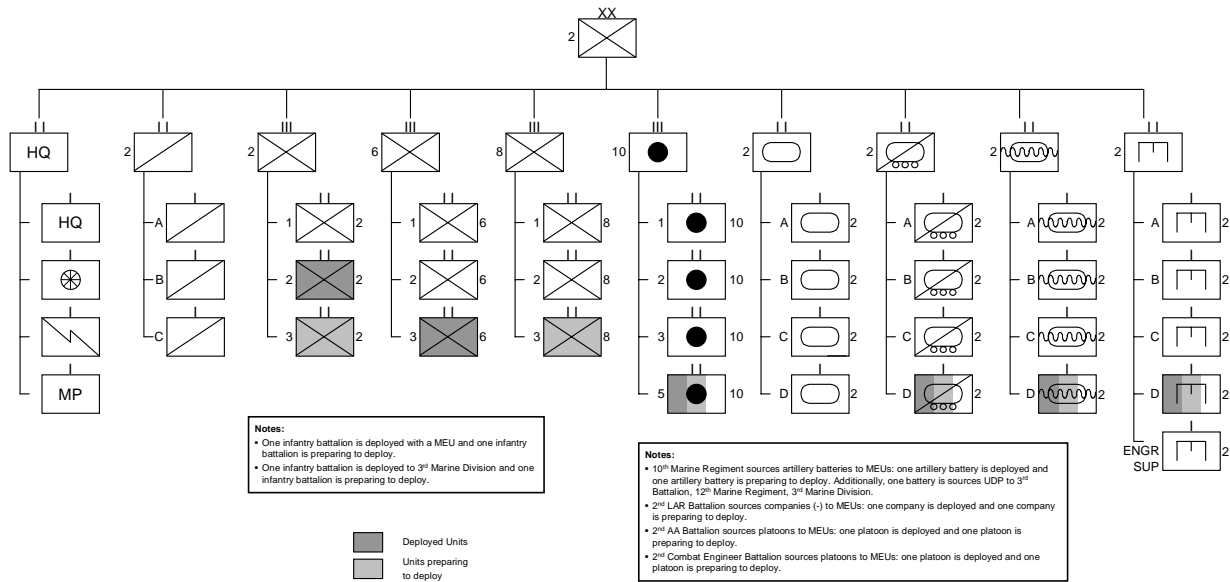 XX
2
HQ
2
2
6
8
10
2
2
2
2
HQ
A
1
2
1
6
1
8
1
10
A
2
A
2
A
2
A
2
B
2
2
2
6
2
8
2
10
B
2
B
2
B
2
B
2
C
3
2
3
6
3
8
3
10
C
2
C
2
C
2
C
2
MP
5
10
D
2
D
2
D
2
D
2
ENGR
SUP
2
Notes:
• One infantry battalion is deployed with a MEU and one infantry
battalion is preparing to deploy.
• One infantry battalion is deployed to 3rd Marine Division and one
infantry battalion is preparing to deploy.
Notes:
• 10th Marine Regiment sources artillery batteries to MEUs: one artillery battery is deployed and
one artillery battery is preparing to deploy. Additionally, one battery is sources UDP to 3rd
Battalion, 12th Marine Regiment, 3rd Marine Division.
• 2nd LAR Battalion sources companies (-) to MEUs: one company is deployed and one company
is preparing to deploy.
• 2nd AA Battalion sources platoons to MEUs: one platoon is deployed and one platoon is
preparing to deploy.
• 2nd Combat Engineer Battalion sources platoons to MEUs: one platoon is deployed and one
platoon is preparing to deploy.
Deployed Units
Units preparing
to deploy